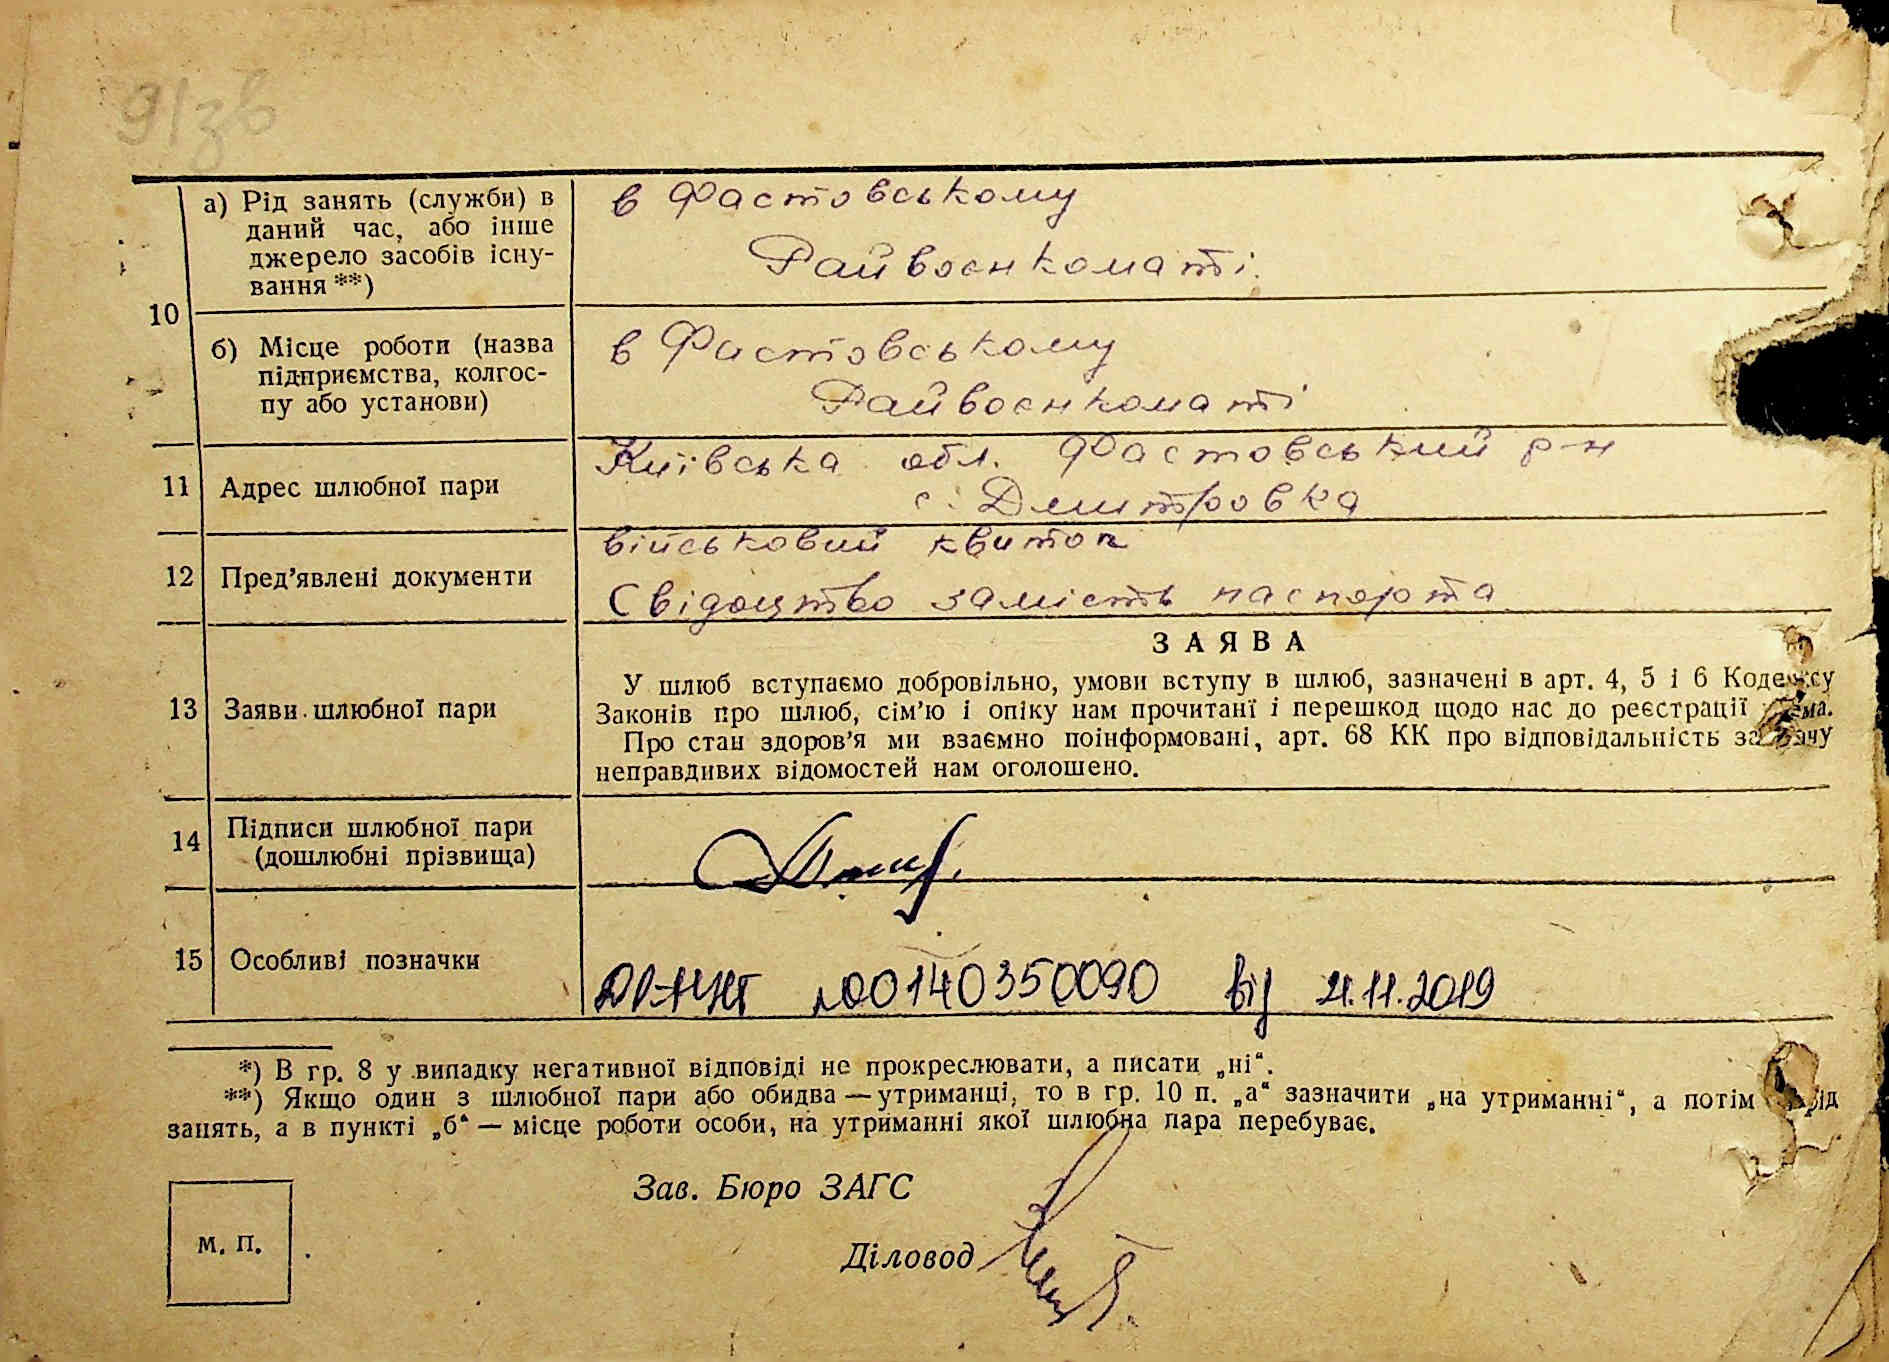 91зв
а) Рід занять (служби) в
даний час, або інше
джерело засобів існу-
вання **)
в Фастовському
Райвоєнкоматі.
10
б) Місце роботи (назва
підприємства, колгос-
пу або установи)
в Фастовському
Райвоєнкоматі
11 Адрес шлюбної пари
Київська обл. Фастовський р-н
с. Дмитровка
12 Пред’явлені документи
військовий квиток
Свідоцтво замість паспорта
13 Заяви шлюбної пари
ЗАЯВА
У шлюб вступаємо добровільно, умови вступу в шлюб, зазначені в арт. 4, 5 і 6 Кодексу
Законів про шлюб, сім’ю і опіку нам прочитані і перешкод щодо нас до реєстрації
Про стан здоров’я ми взаємно поінформовані, арт. 68 КК про відповідальність за
неправдивих відомостей нам оголошено.
14 Підписи шлюбної пари
(дошлюбні прізвища)
15 Особливі позначки
00140350090 від 21.11.2019
*) В гр. 8 у випадку негативної відповіді не прокреслювати, а писати „ні“.
**) Якщо один з шлюбної пари або обидва — утриманці, то в гр. 10 п. „а“ зазначити „на утриманні“, а потім
занять, а в пункті „б“ — місце роботи особи, на утриманні якої шлюбна пара перебуває.
Зав. Бюро ЗАГС
Діловод
М. П.